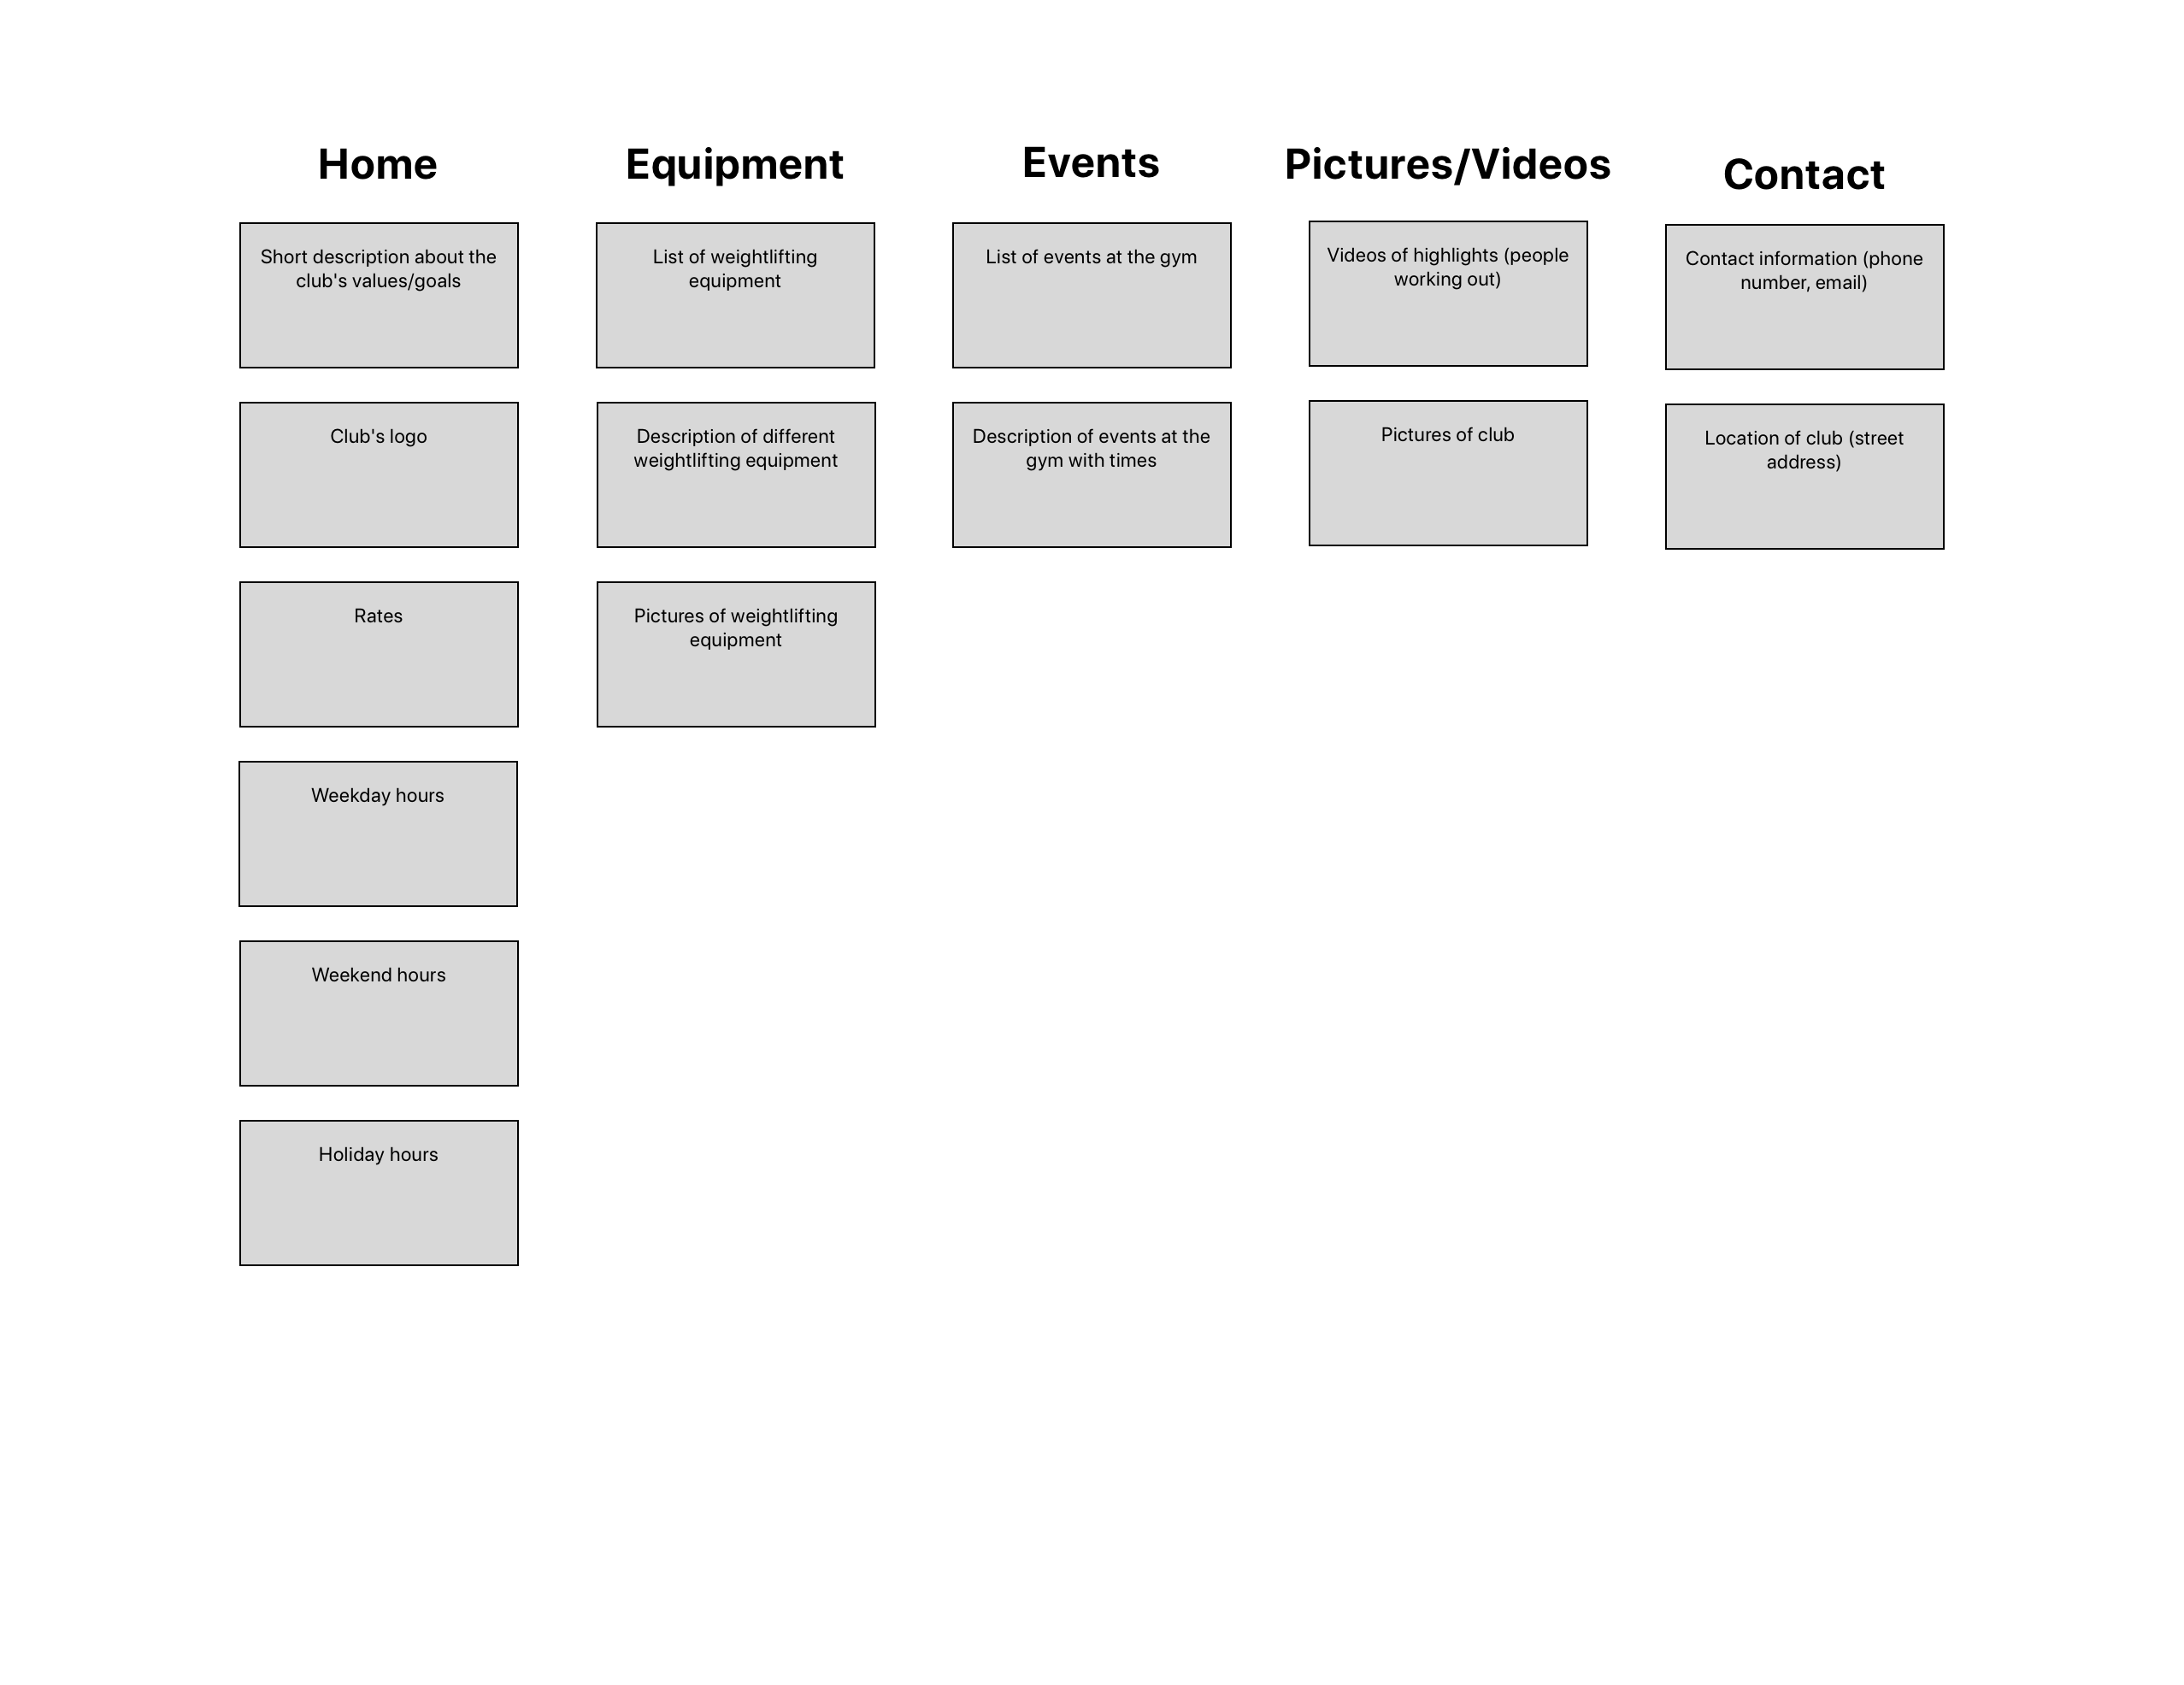 Home
Short description about the
club's values/goals
Club's logo
Rates
Weekday hours
Weekend hours
Holiday hours
Equipment
List of weightlifting
equipment
Description of different
weightlifting equipment
Pictures of weightlifting
equipment
Events
List of events at the gym
Description of events at the
gym with times
Pictures/Videos
Videos of highlights (people
working out)
Pictures of club
Contact
Contact information (phone
number, email)
Location of club (street
address)